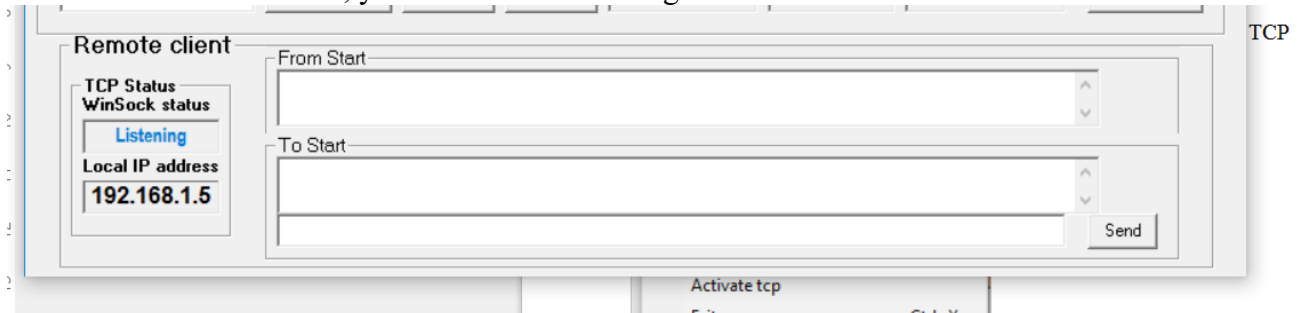 TCP
Remote client
From Start
TCP Status
WinSock status
Listening
To Start
Local IP address
192.168.1.5
Send
Activate tcp